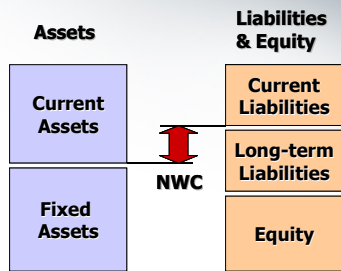 Assets
Liabilities
& Equity
Current
Assets
Current
Liabilities
NWC
Long-term
Liabilities
Fixed
Assets
Equity